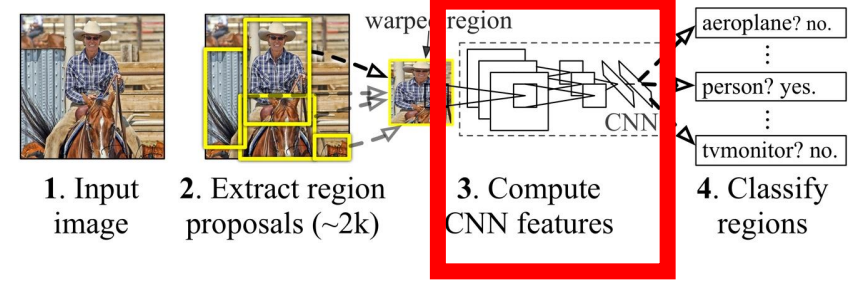 warped region
aeroplane? no.
person? yes.
CNN
tvmonitor? no.
1. Input
image
2. Extract region
proposals (~2k)
3. Compute
CNN features
4. Classify
regions